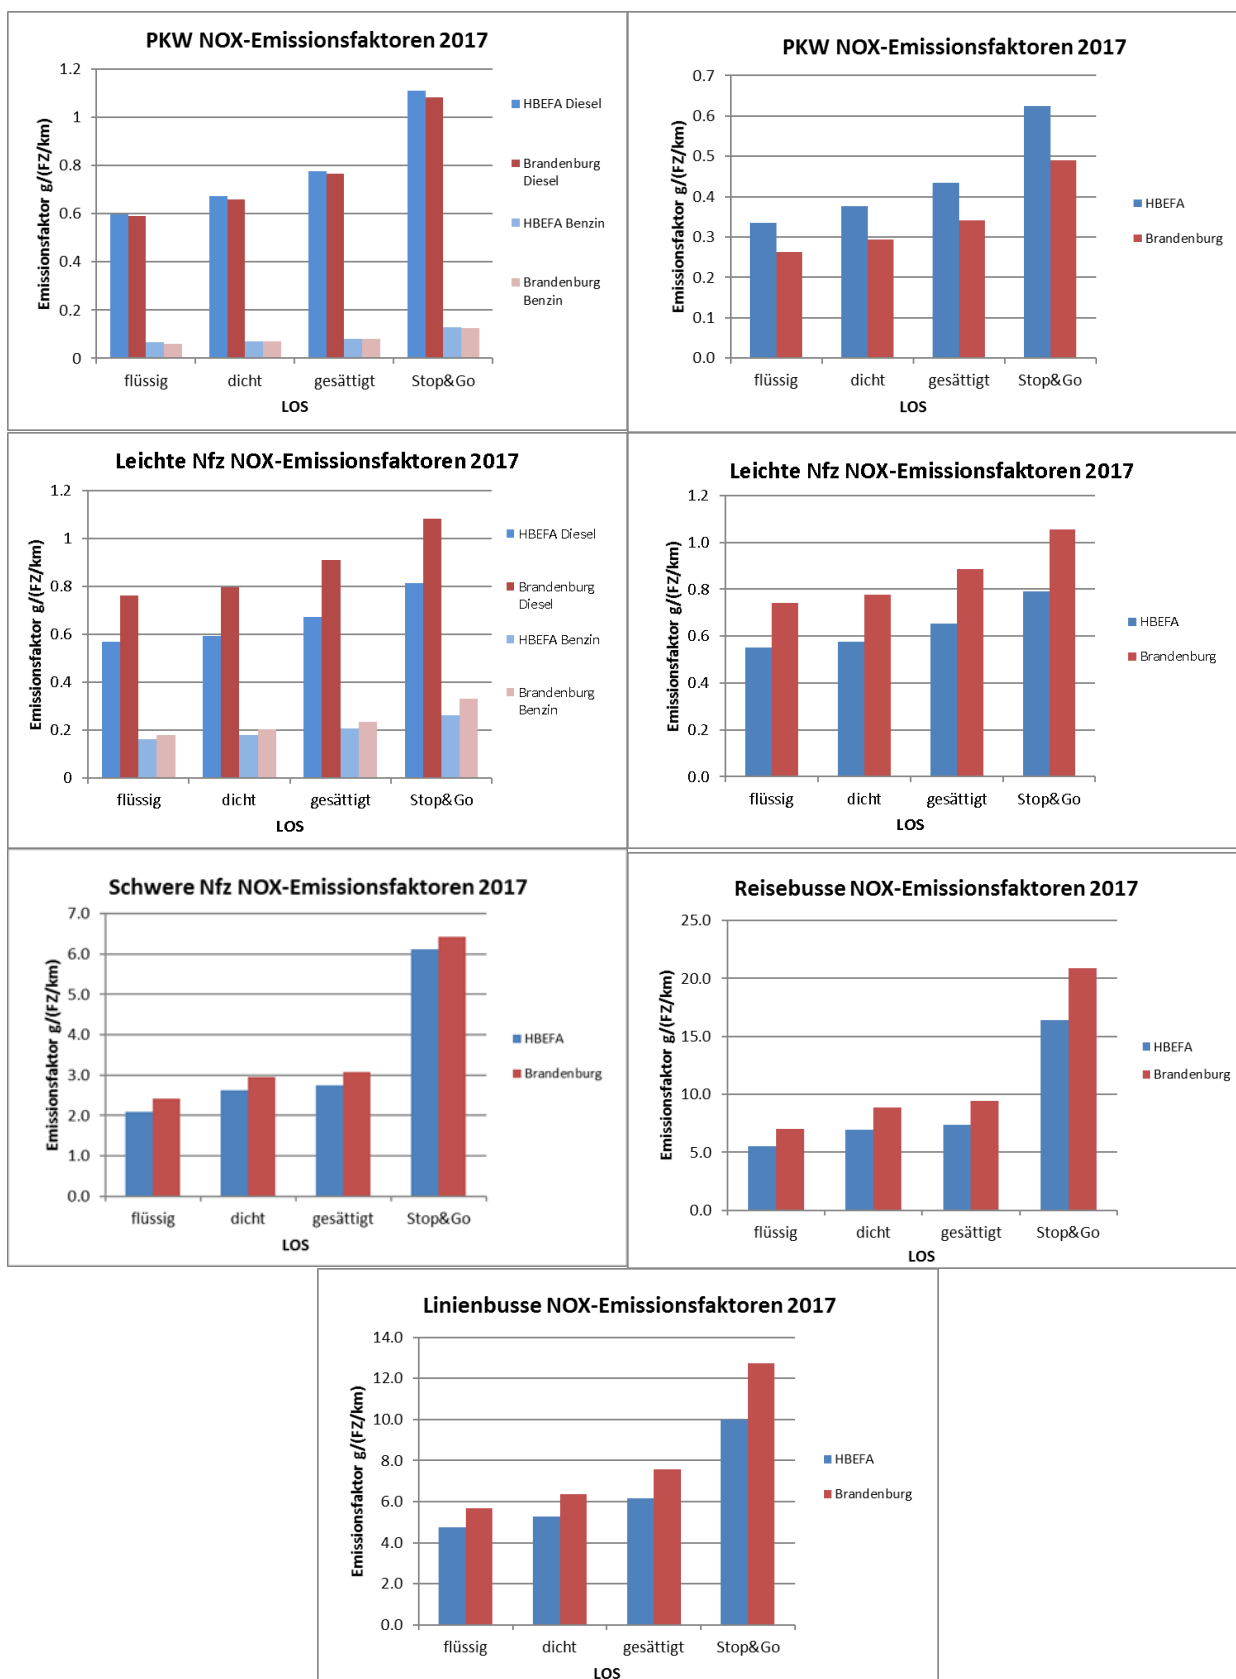 PKW NOX-Emissionsfaktoren 2017
Emissionsfaktor g/(FZ/km)
1.2
1
0.8
0.6
0.4
0.2
0
flüssig
dicht
gesättigt
Stop&Go
LOS
HBEFA Diesel
Brandenburg
Diesel
HBEFA Benzin
Brandenburg
Benzin
PKW NOX-Emissionsfaktoren 2017
Emissionsfaktor g/(FZ/km)
0.7
0.6
0.5
0.4
0.3
0.2
0.1
0.0
flüssig
dicht
gesättigt
Stop&Go
LOS
HBEFA
Brandenburg
Leichte Nfz NOX-Emissionsfaktoren 2017
Emissionsfaktor g/(FZ/km)
1.2
1
0.8
0.6
0.4
0.2
0
flüssig
dicht
gesättigt
Stop&Go
LOS
HBEFA Diesel
Brandenburg
Diesel
HBEFA Benzin
Brandenburg
Benzin
Leichte Nfz NOX-Emissionsfaktoren 2017
Emissionsfaktor g/(FZ/km)
1.2
1.0
0.8
0.6
0.4
0.2
0.0
flüssig
dicht
gesättigt
Stop&Go
LOS
HBEFA
Brandenburg
Schwere Nfz NOX-Emissionsfaktoren 2017
Emissionsfaktor g/(FZ/km)
7.0
6.0
5.0
4.0
3.0
2.0
1.0
0.0
flüssig
dicht
gesättigt
Stop&Go
LOS
HBEFA
Brandenburg
Reisebusse NOX-Emissionsfaktoren 2017
Emissionsfaktor g/(FZ/km)
25.0
20.0
15.0
10.0
5.0
0.0
flüssig
dicht
gesättigt
Stop&Go
LOS
HBEFA
Brandenburg
Linienbusse NOX-Emissionsfaktoren 2017
Emissionsfaktor g/(FZ/km)
14.0
12.0
10.0
8.0
6.0
4.0
2.0
0.0
flüssig
dicht
gesättigt
Stop&Go
LOS
HBEFA
Brandenburg